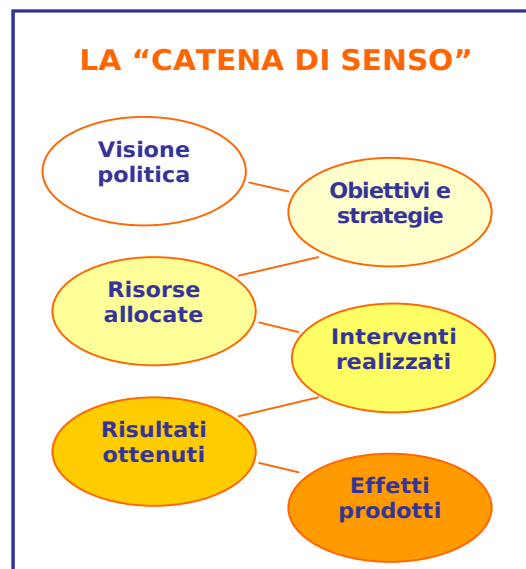 LA “CATENA DI SENSO”
Visione
politica
Obiettivi e
strategie
Risorse
allocate
Interventi
realizzati
Risultati
ottenuti
Effetti
prodotti